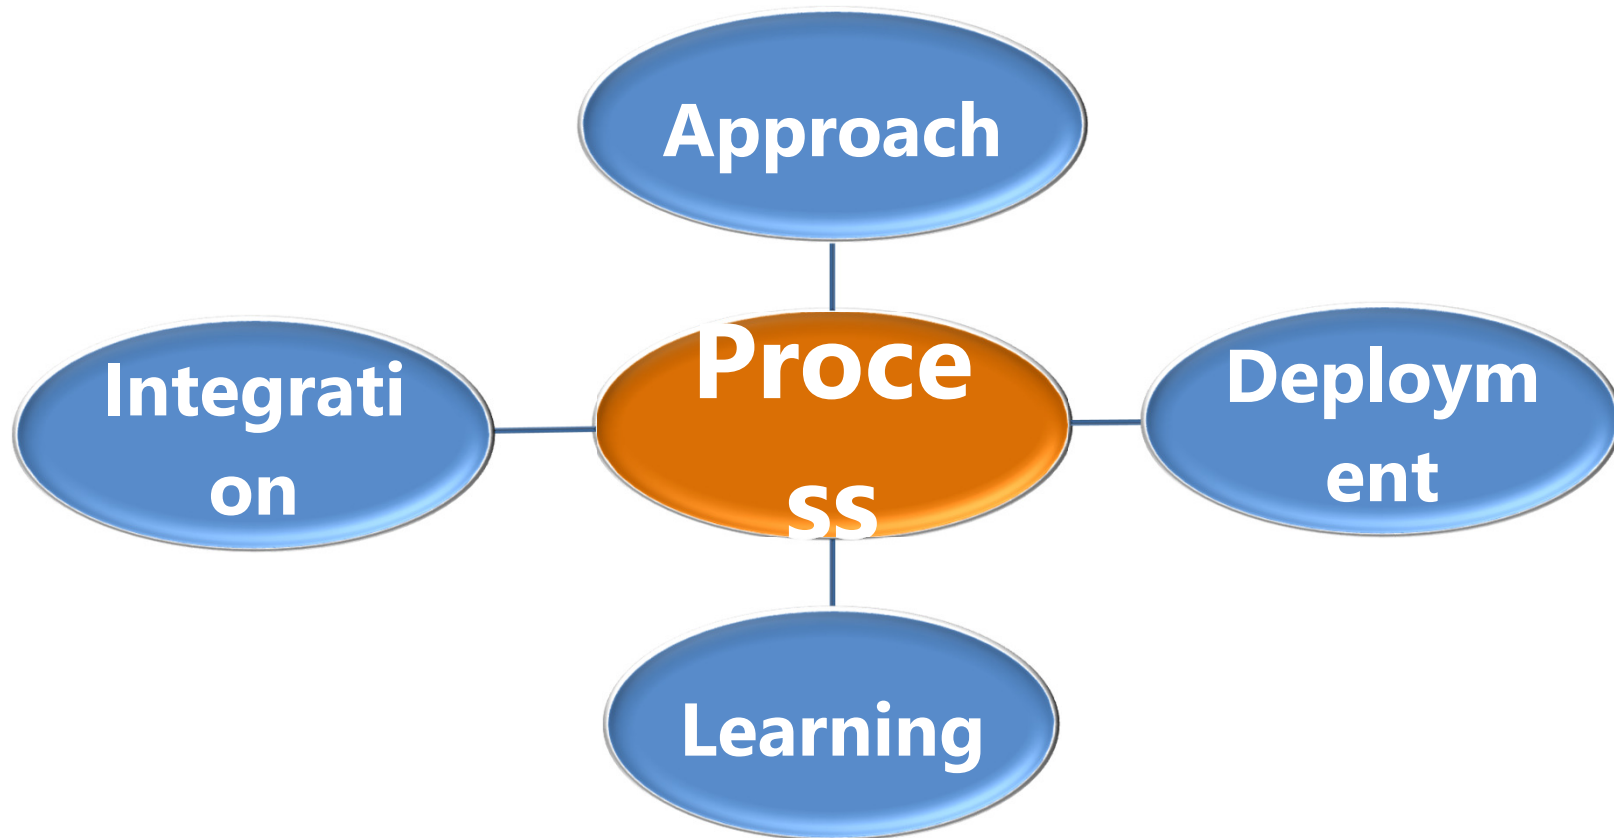 Approach
Integrati
on
Proce
ss
Deploym
ent
Learning